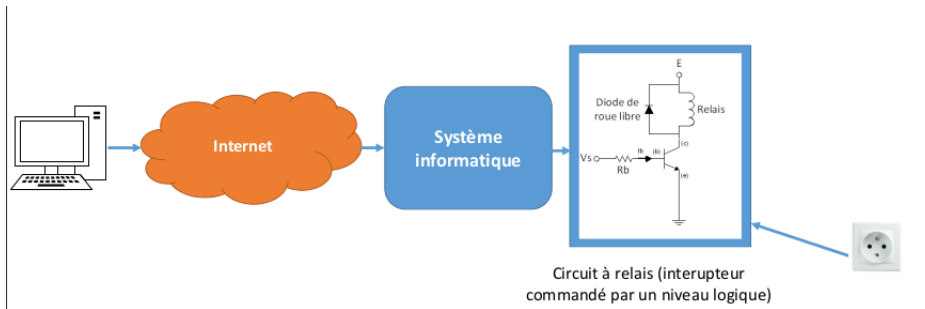 Internet
Système
informatique
E
Diode de
roue libre
Relais
(c)
Vs
Ib
(b)
Rb
(e)
Circuit à relais (interupteur
commandé par un niveau logique)